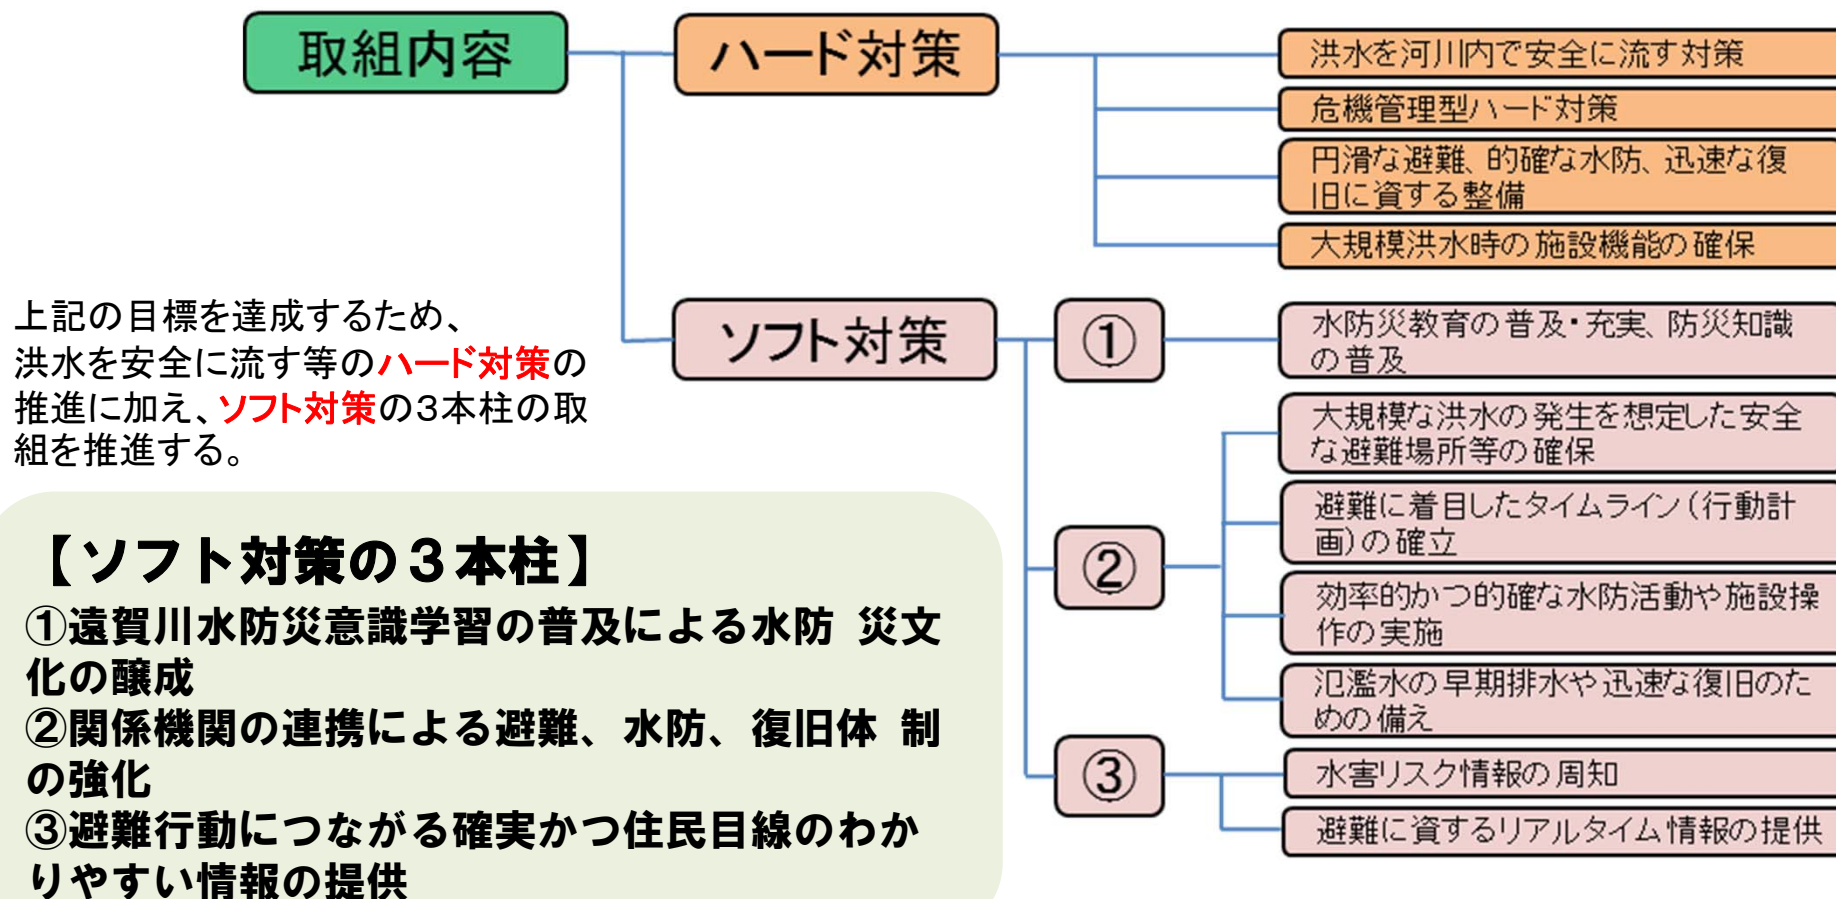 取組内容
ハード対策
洪水を河川内で安全に流す対策
危機管理型ハード対策
円滑な避難、的確な水防、迅速な復
旧に資する整備
大規模洪水時の施設機能の確保
上記の目標を達成するため、
洪水を安全に流す等のハード対策の
推進に加え、ソフト対策の3本柱の取
組を推進する。
ソフト対策
①
水防災教育の普及・充実、防災知識
の普及
②
大規模な洪水の発生を想定した安全
な避難場所等の確保
避難に着目したタイムライン(行動計
画)の確立
効率的かつ的確な水防活動や施設操
作の実施
氾濫水の早期排水や迅速な復旧のた
めの備え
③
水害リスク情報の周知
避難に資するリアルタイム情報の提供
【ソフト対策の3本柱】
①遠賀川水防災意識学習の普及による水防 災文
化の醸成
②関係機関の連携による避難、水防、復旧体 制
の強化
③避難行動につながる確実かつ住民目線のわか
りやすい情報の提供